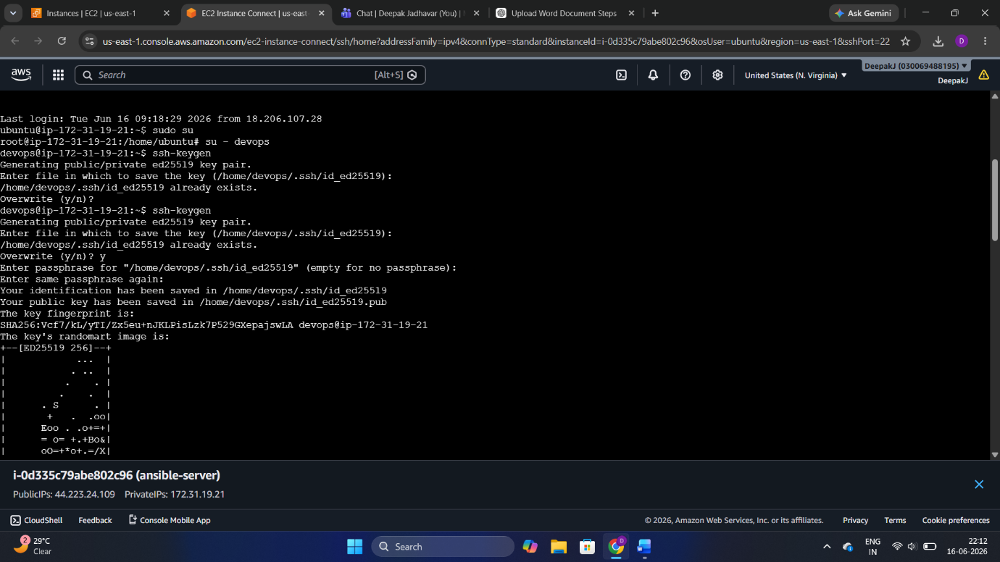 Instances | EC2 | us-east-1
EC2 Instance Connect | us-east-
Chat | Deepak Jadhavar (You) |
Upload Word Document Steps
Ask Gemini
us-east-1.console.aws.amazon.com/ec2-instance-connect/ssh/home?addressFamily=ipv4&connType=standard&instanceId=i-0d335c79abe802c96&osUser=ubuntu&region=us-east-1&sshPort=22
D
aws
Search
[Alt+S]
United States (N. Virginia)
DeepakJ (030069488195)
DeepakJ
Last login: Tue Jun 16 09:18:29 2026 from 18.206.107.28
ubuntu@ip-172-31-19-21:~$ sudo su
root@ip-172-31-19-21:/home/ubuntu# su - devops
devops@ip-172-31-19-21:~$ ssh-keygen
Generating public/private ed25519 key pair.
Enter file in which to save the key (/home/devops/.ssh/id_ed25519):
/home/devops/.ssh/id_ed25519 already exists.
Overwrite (y/n)?
devops@ip-172-31-19-21:~$ ssh-keygen
Generating public/private ed25519 key pair.
Enter file in which to save the key (/home/devops/.ssh/id_ed25519):
/home/devops/.ssh/id_ed25519 already exists.
Overwrite (y/n)? y
Enter passphrase for "/home/devops/.ssh/id_ed25519" (empty for no passphrase):
Enter same passphrase again:
Your identification has been saved in /home/devops/.ssh/id_ed25519
Your public key has been saved in /home/devops/.ssh/id_ed25519.pub
The key fingerprint is:
SHA256:Vcf7/kL/yTI/Zx5eu+nJKLPisLzk7P529GXepajswLA devops@ip-172-31-19-21
The key's randomart image is:
+--[ED25519 256]--+
|             ...  |
|            . ..  |
|           .     . |
|          .     .  |
|       . S       . |
|        +   .  .oo|
|       Eoo . .o+=+|
|       = o= +.+Bo&|
|       oO=+*o+.=/X|
i-0d335c79abe802c96 (ansible-server)
PublicIPs: 44.223.24.109 PrivateIPs: 172.31.19.21
CloudShell
Feedback
Console Mobile App
© 2026, Amazon Web Services, Inc. or its affiliates.
Privacy
Terms
Cookie preferences
2
29°C
Clear
Search
D
ENG
IN
22:12
16-06-2026